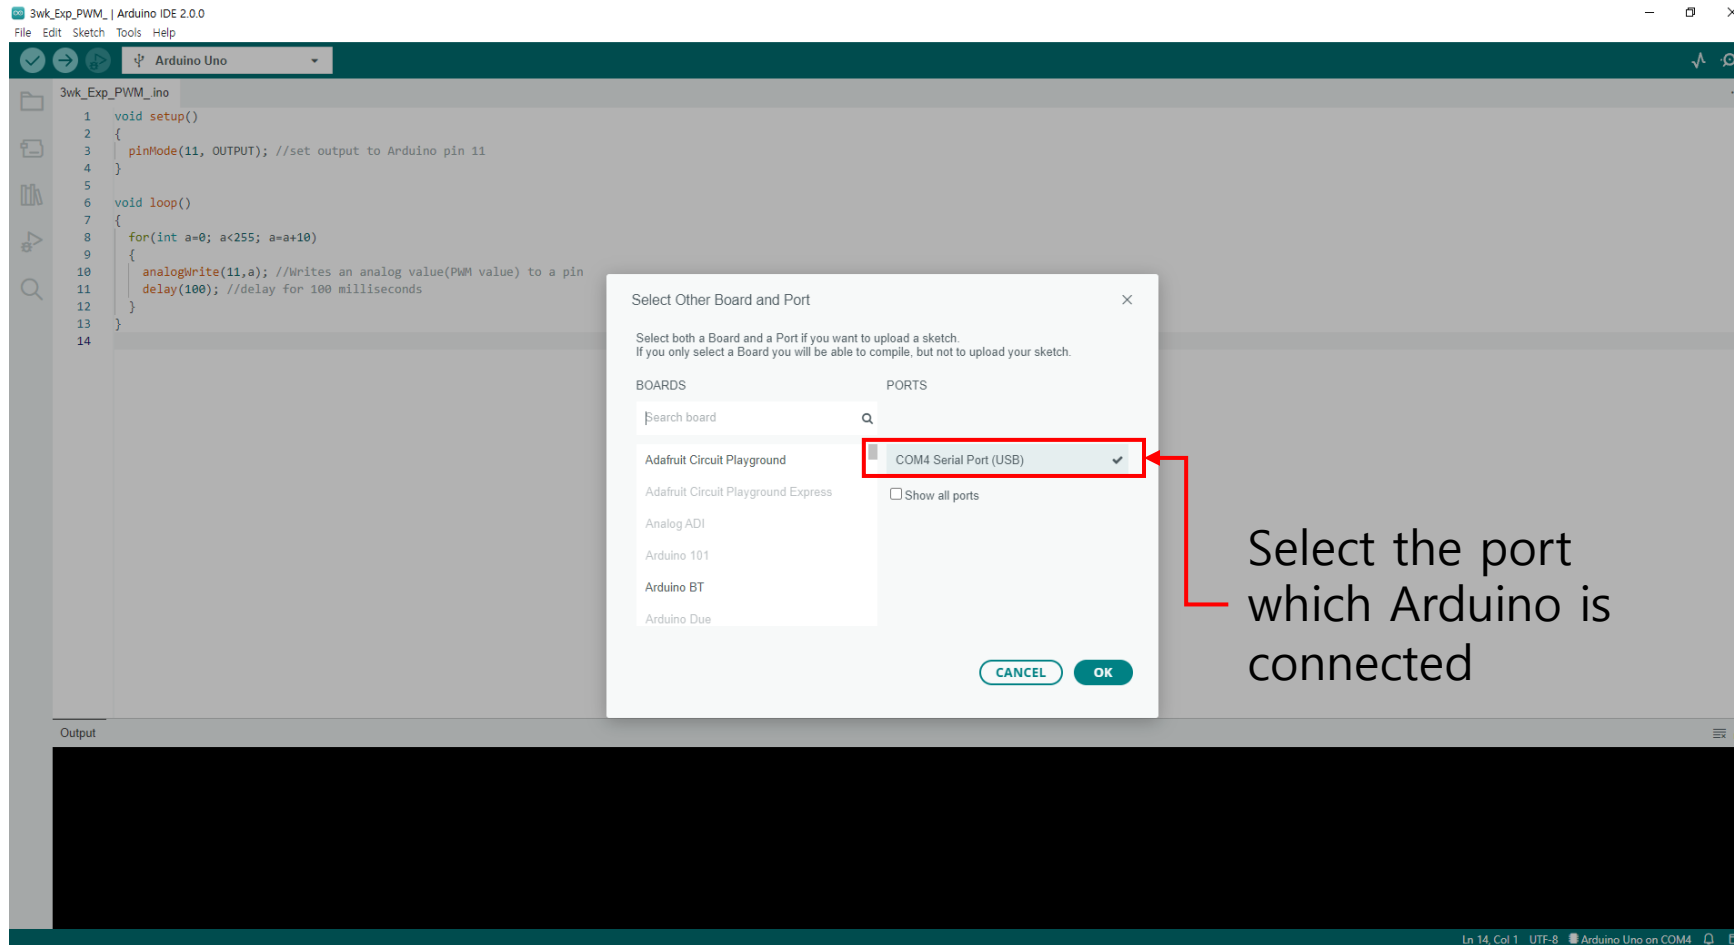 3wk_Exp_PWM_ | Arduino IDE 2.0.0
File Edit Sketch Tools Help
Arduino Uno
3wk_Exp_PWM_.ino
1 void setup()
2 {
3 pinMode(11, OUTPUT); //set output to Arduino pin 11
4 }
5
6 void loop()
7 {
8 for(int a=0; a<255; a=a+10)
9 {
10 analogWrite(11,a); //Writes an analog value(PWM value) to a pin
11 delay(100); //delay for 100 milliseconds
12 }
13 }
14
Select Other Board and Port
Select both a Board and a Port if you want to upload a sketch.
If you only select a Board you will be able to compile, but not to upload your sketch.
BOARDS
PORTS
Search board
Adafruit Circuit Playground
COM4 Serial Port (USB)
Adafruit Circuit Playground Express
Show all ports
Analog ADI
Arduino 101
Arduino BT
Arduino Due
CANCEL
OK
Select the port
which Arduino is
connected
Output
Ln 14, Col 1 UTF-8 Arduino Uno on COM4